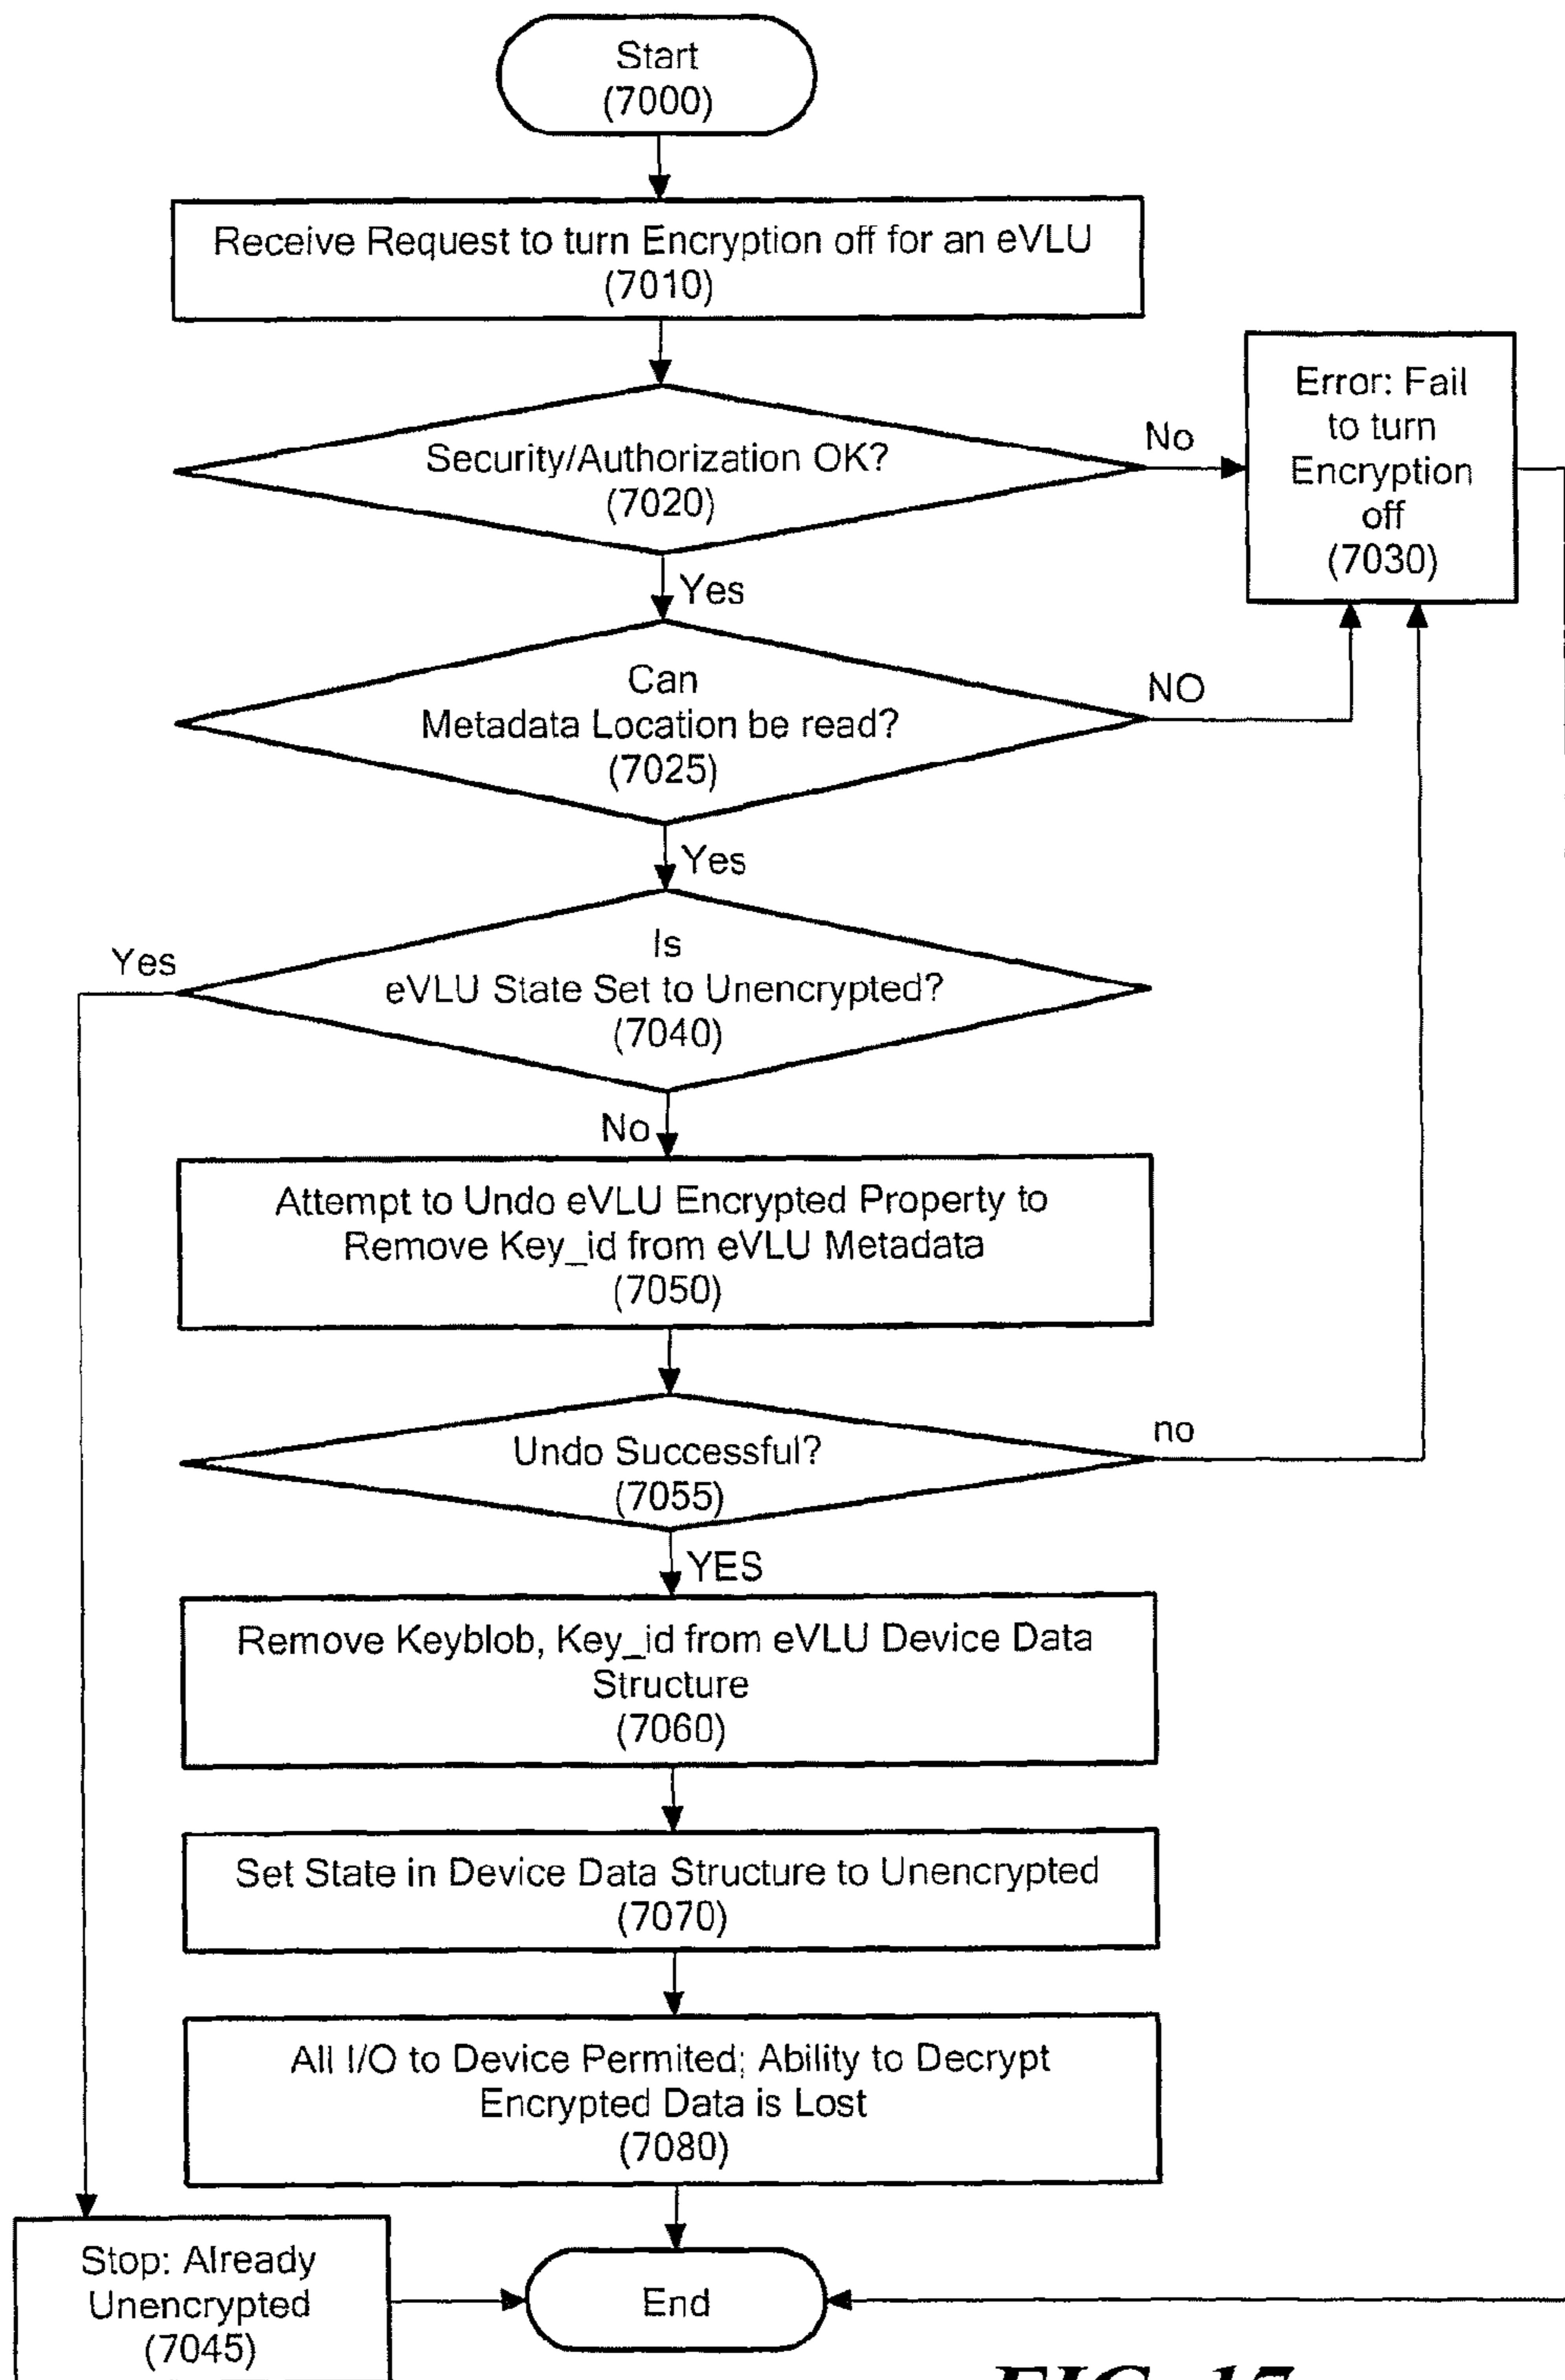 Start
(7000)
Receive Request to turn Encryption off for an eVLU
(7010)
Security/Authorization OK?
(7020)
No
Error: Fail
to turn
Encryption
off
(7030)
Yes
Can
Metadata Location be read?
(7025)
NO
Yes
Is
eVLU State Set to Unencrypted?
(7040)
Yes
No
Attempt to Undo eVLU Encrypted Property to
Remove Key_id from eVLU Metadata
(7050)
Undo Successful?
(7055)
no
YES
Remove Keyblob, Key_id from eVLU Device Data
Structure
(7060)
Set State in Device Data Structure to Unencrypted
(7070)
All I/O to Device Permited; Ability to Decrypt
Encrypted Data is Lost
(7080)
Stop: Already
Unencrypted
(7045)
End
FIG. 17